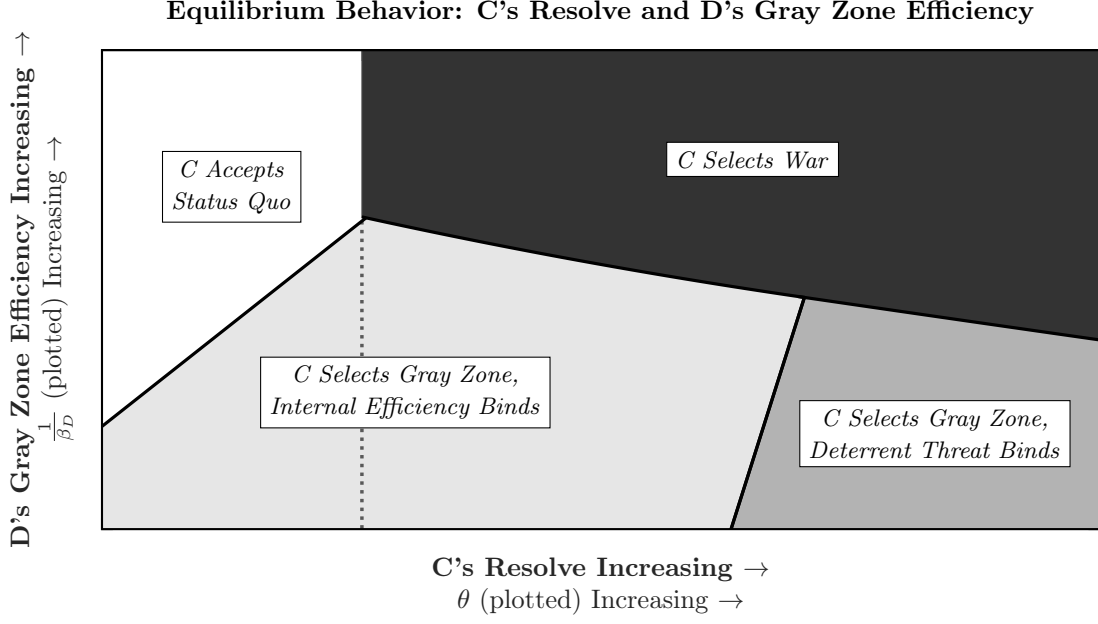 Equilibrium Behavior: C's Resolve and D's Gray Zone Efficiency
D's Gray Zone Efficiency Increasing →
1/β_D (plotted) Increasing →
C Accepts
Status Quo
C Selects War
C Selects Gray Zone,
Internal Efficiency Binds
C Selects Gray Zone,
Deterrent Threat Binds
C's Resolve Increasing →
θ (plotted) Increasing →